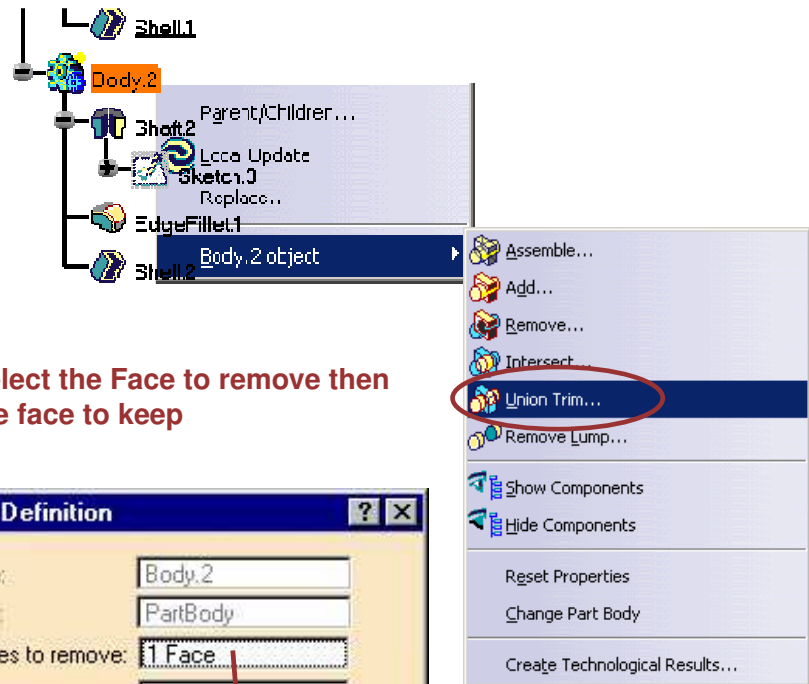 Shell.1
Body.2
Shaft.2
Sketch.3
EdgeFillet.1
Shell.2
Parent/Children...
Local Update
Replace...
Body.2 object
Assemble...
Add...
Remove...
Intersect...
Union Trim...
Remove Lump...
Show Components
Hide Components
Reset Properties
Change Part Body
Create Technological Results...
lect the Face to remove then
e face to keep
Definition
Body.2
PartBody
es to remove: 1 Face